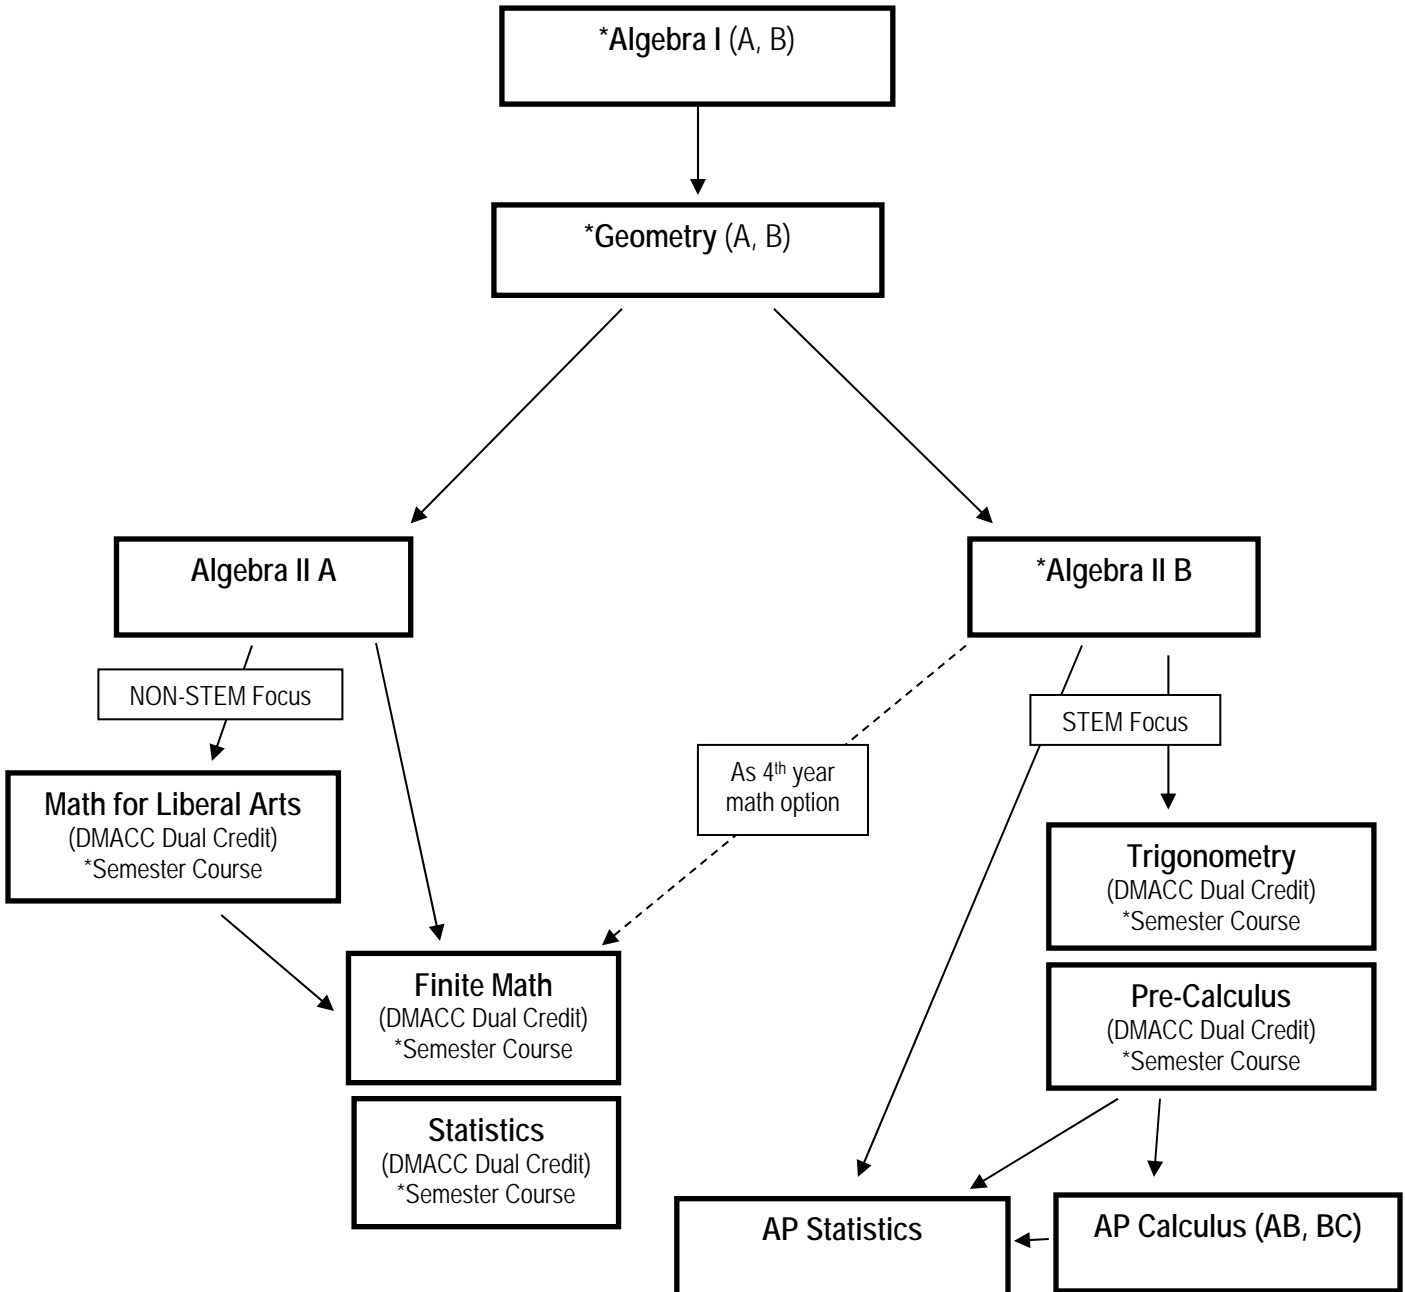 *Algebra I (A, B)
*Geometry (A, B)
Algebra II A
*Algebra II B
NON-STEM Focus
STEM Focus
As 4th year
math option
Math for Liberal Arts
(DMACC Dual Credit)
*Semester Course
Trigonometry
(DMACC Dual Credit)
*Semester Course
Finite Math
(DMACC Dual Credit)
*Semester Course
Pre-Calculus
(DMACC Dual Credit)
*Semester Course
Statistics
(DMACC Dual Credit)
*Semester Course
AP Statistics
AP Calculus (AB, BC)